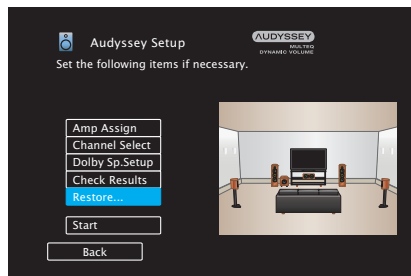 Audyssey Setup
AUDYSSEY
MULTEQ
DYNAMIC VOLUME
Set the following items if necessary.
Amp Assign
Channel Select
Dolby Sp.Setup
Check Results
Restore...
Start
Back